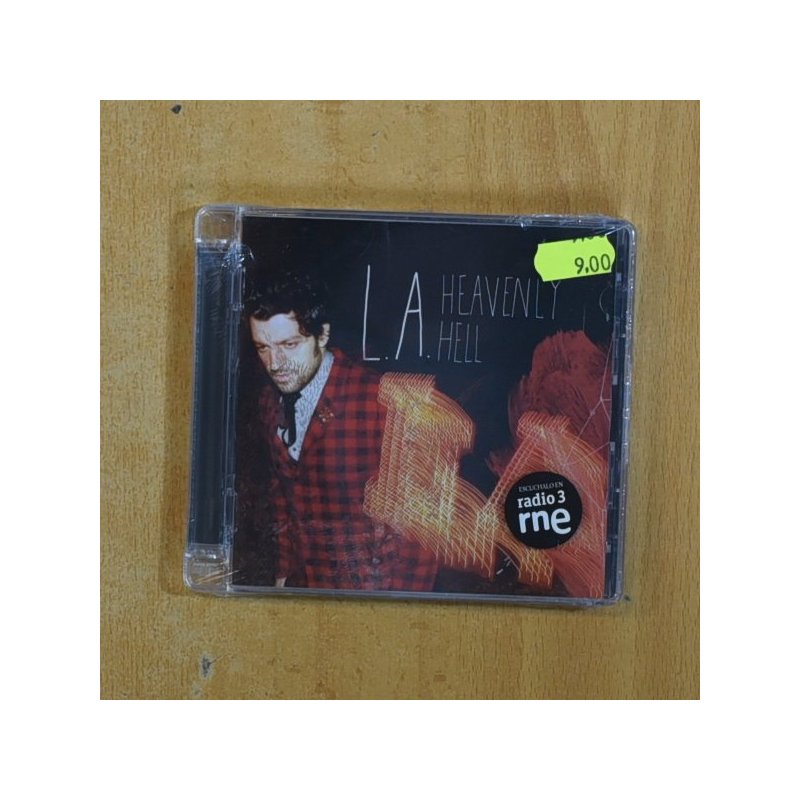 9,00
L.A.
HEAVENLY
HELL
ESCÚCHALO EN
radio 3
rne